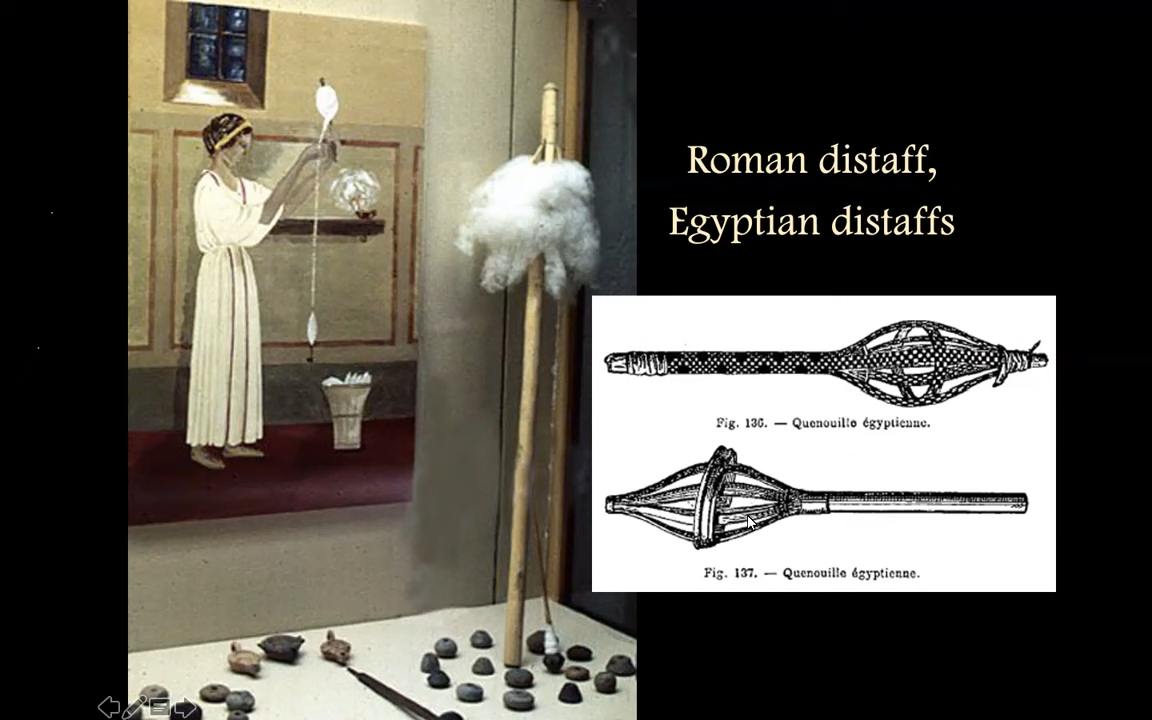 Roman distaff,
Egyptian distaffs
Fig. 136. — Quenouille égyptienne.
Fig. 137. — Quenouille égyptienne.